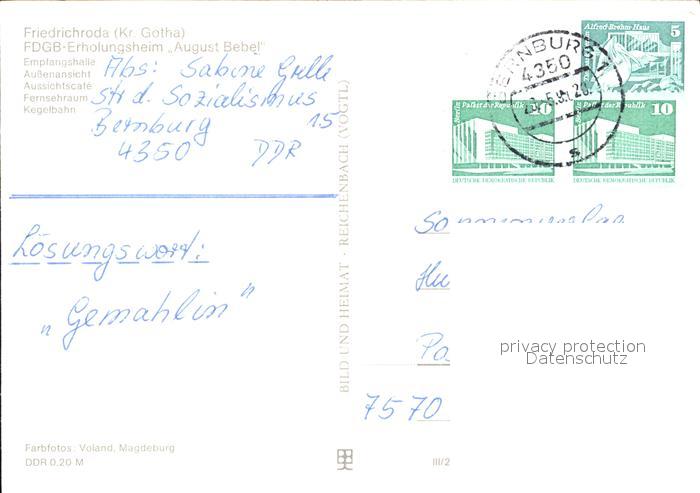 Friedrichroda (Kr. Gotha)
FDGB-Erholungsheim „August Bebel"
Empfangshalle
Außenansicht
Aussichtscafé
Fernsehraum
Kegelbahn
Abs: Sabine Grelle
Str d. Sozialismus 15
Bernburg
4350 DDR
Lösungswort:
„Gemahlin"
Farbfotos: Voland, Magdeburg
DDR 0,20 M
BILD UND HEIMAT · REICHENBACH (VOGTL)
III/2
BERNBURG 1
4350
Alfred-Brehm-Haus 5
Berlin Palast der Republik 10
DEUTSCHE DEMOKRATISCHE REPUBLIK
Berlin Palast der Republik 10
DEUTSCHE DEMOKRATISCHE REPUBLIK
Pa
7570
privacy protection
Datenschutz